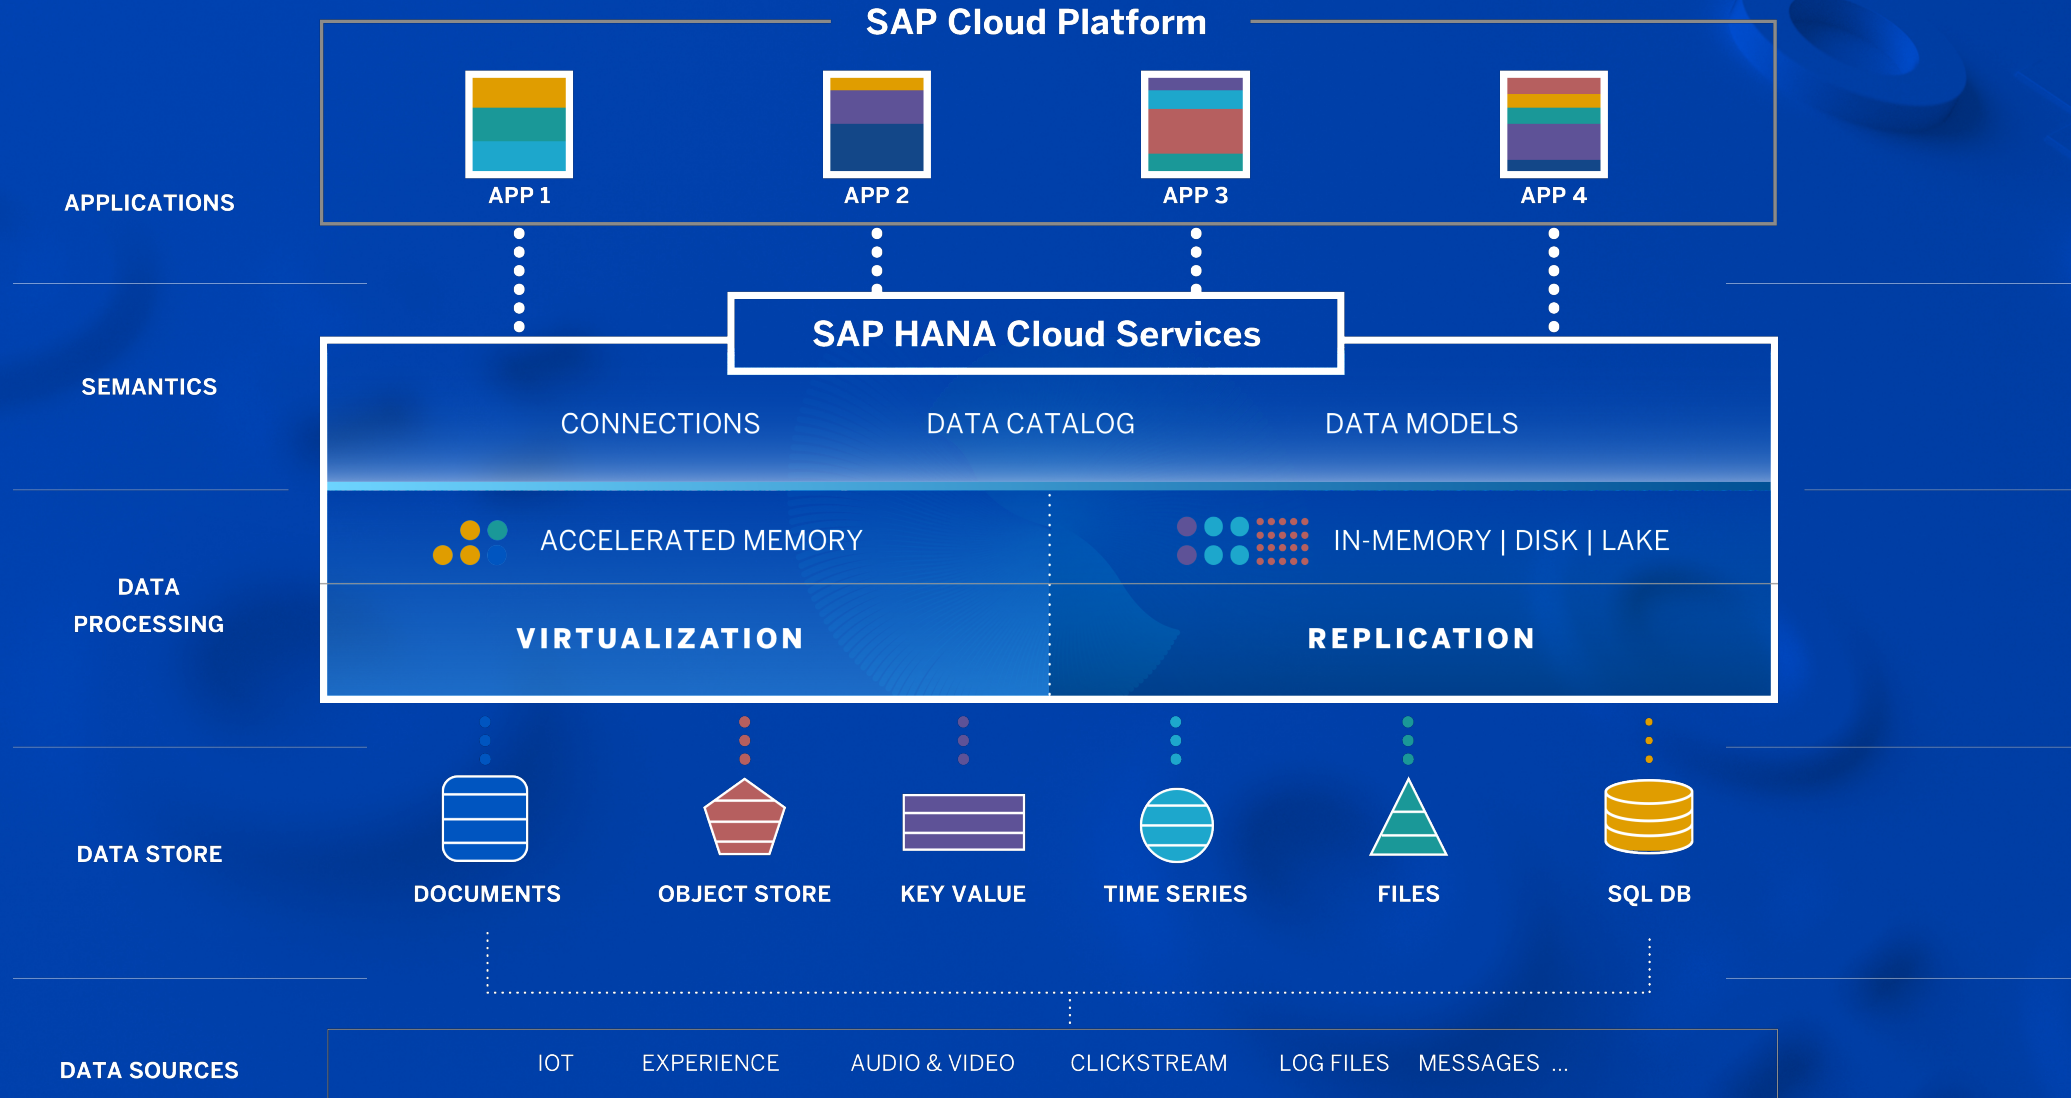 SAP Cloud Platform
APP 1
APP 2
APP 3
APP 4
APPLICATIONS
SAP HANA Cloud Services
SEMANTICS
CONNECTIONS
DATA CATALOG
DATA MODELS
ACCELERATED MEMORY
IN-MEMORY | DISK | LAKE
DATA
PROCESSING
VIRTUALIZATION
REPLICATION
DATA STORE
DOCUMENTS
OBJECT STORE
KEY VALUE
TIME SERIES
FILES
SQL DB
DATA SOURCES
IOT
EXPERIENCE
AUDIO & VIDEO
CLICKSTREAM
LOG FILES
MESSAGES ...